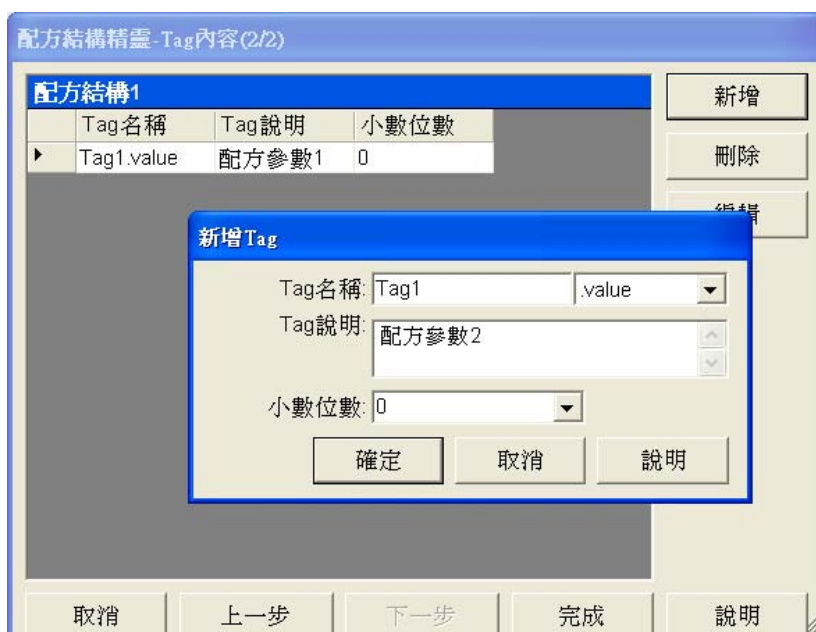 配方結構精靈-Tag內容(2/2)
配方結構1
Tag名稱 Tag說明 小數位數
Tag1.value 配方參數1 0
新增
刪除
編輯
新增Tag
Tag名稱: Tag1 .value
Tag說明: 配方參數2
小數位數: 0
確定 取消 說明
取消 上一步 下一步 完成 說明